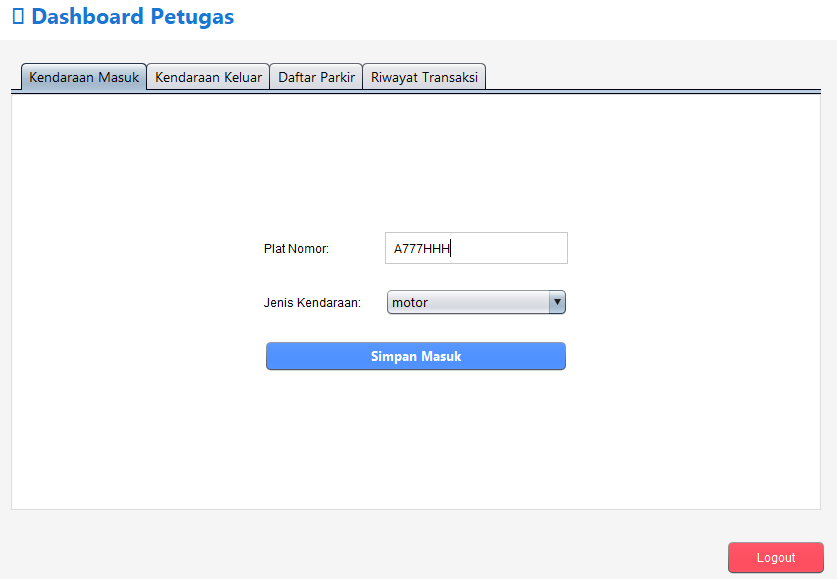 Dashboard Petugas
Kendaraan Masuk Kendaraan Keluar Daftar Parkir Riwayat Transaksi
Plat Nomor: A777HHH
Jenis Kendaraan: motor
Simpan Masuk
Logout